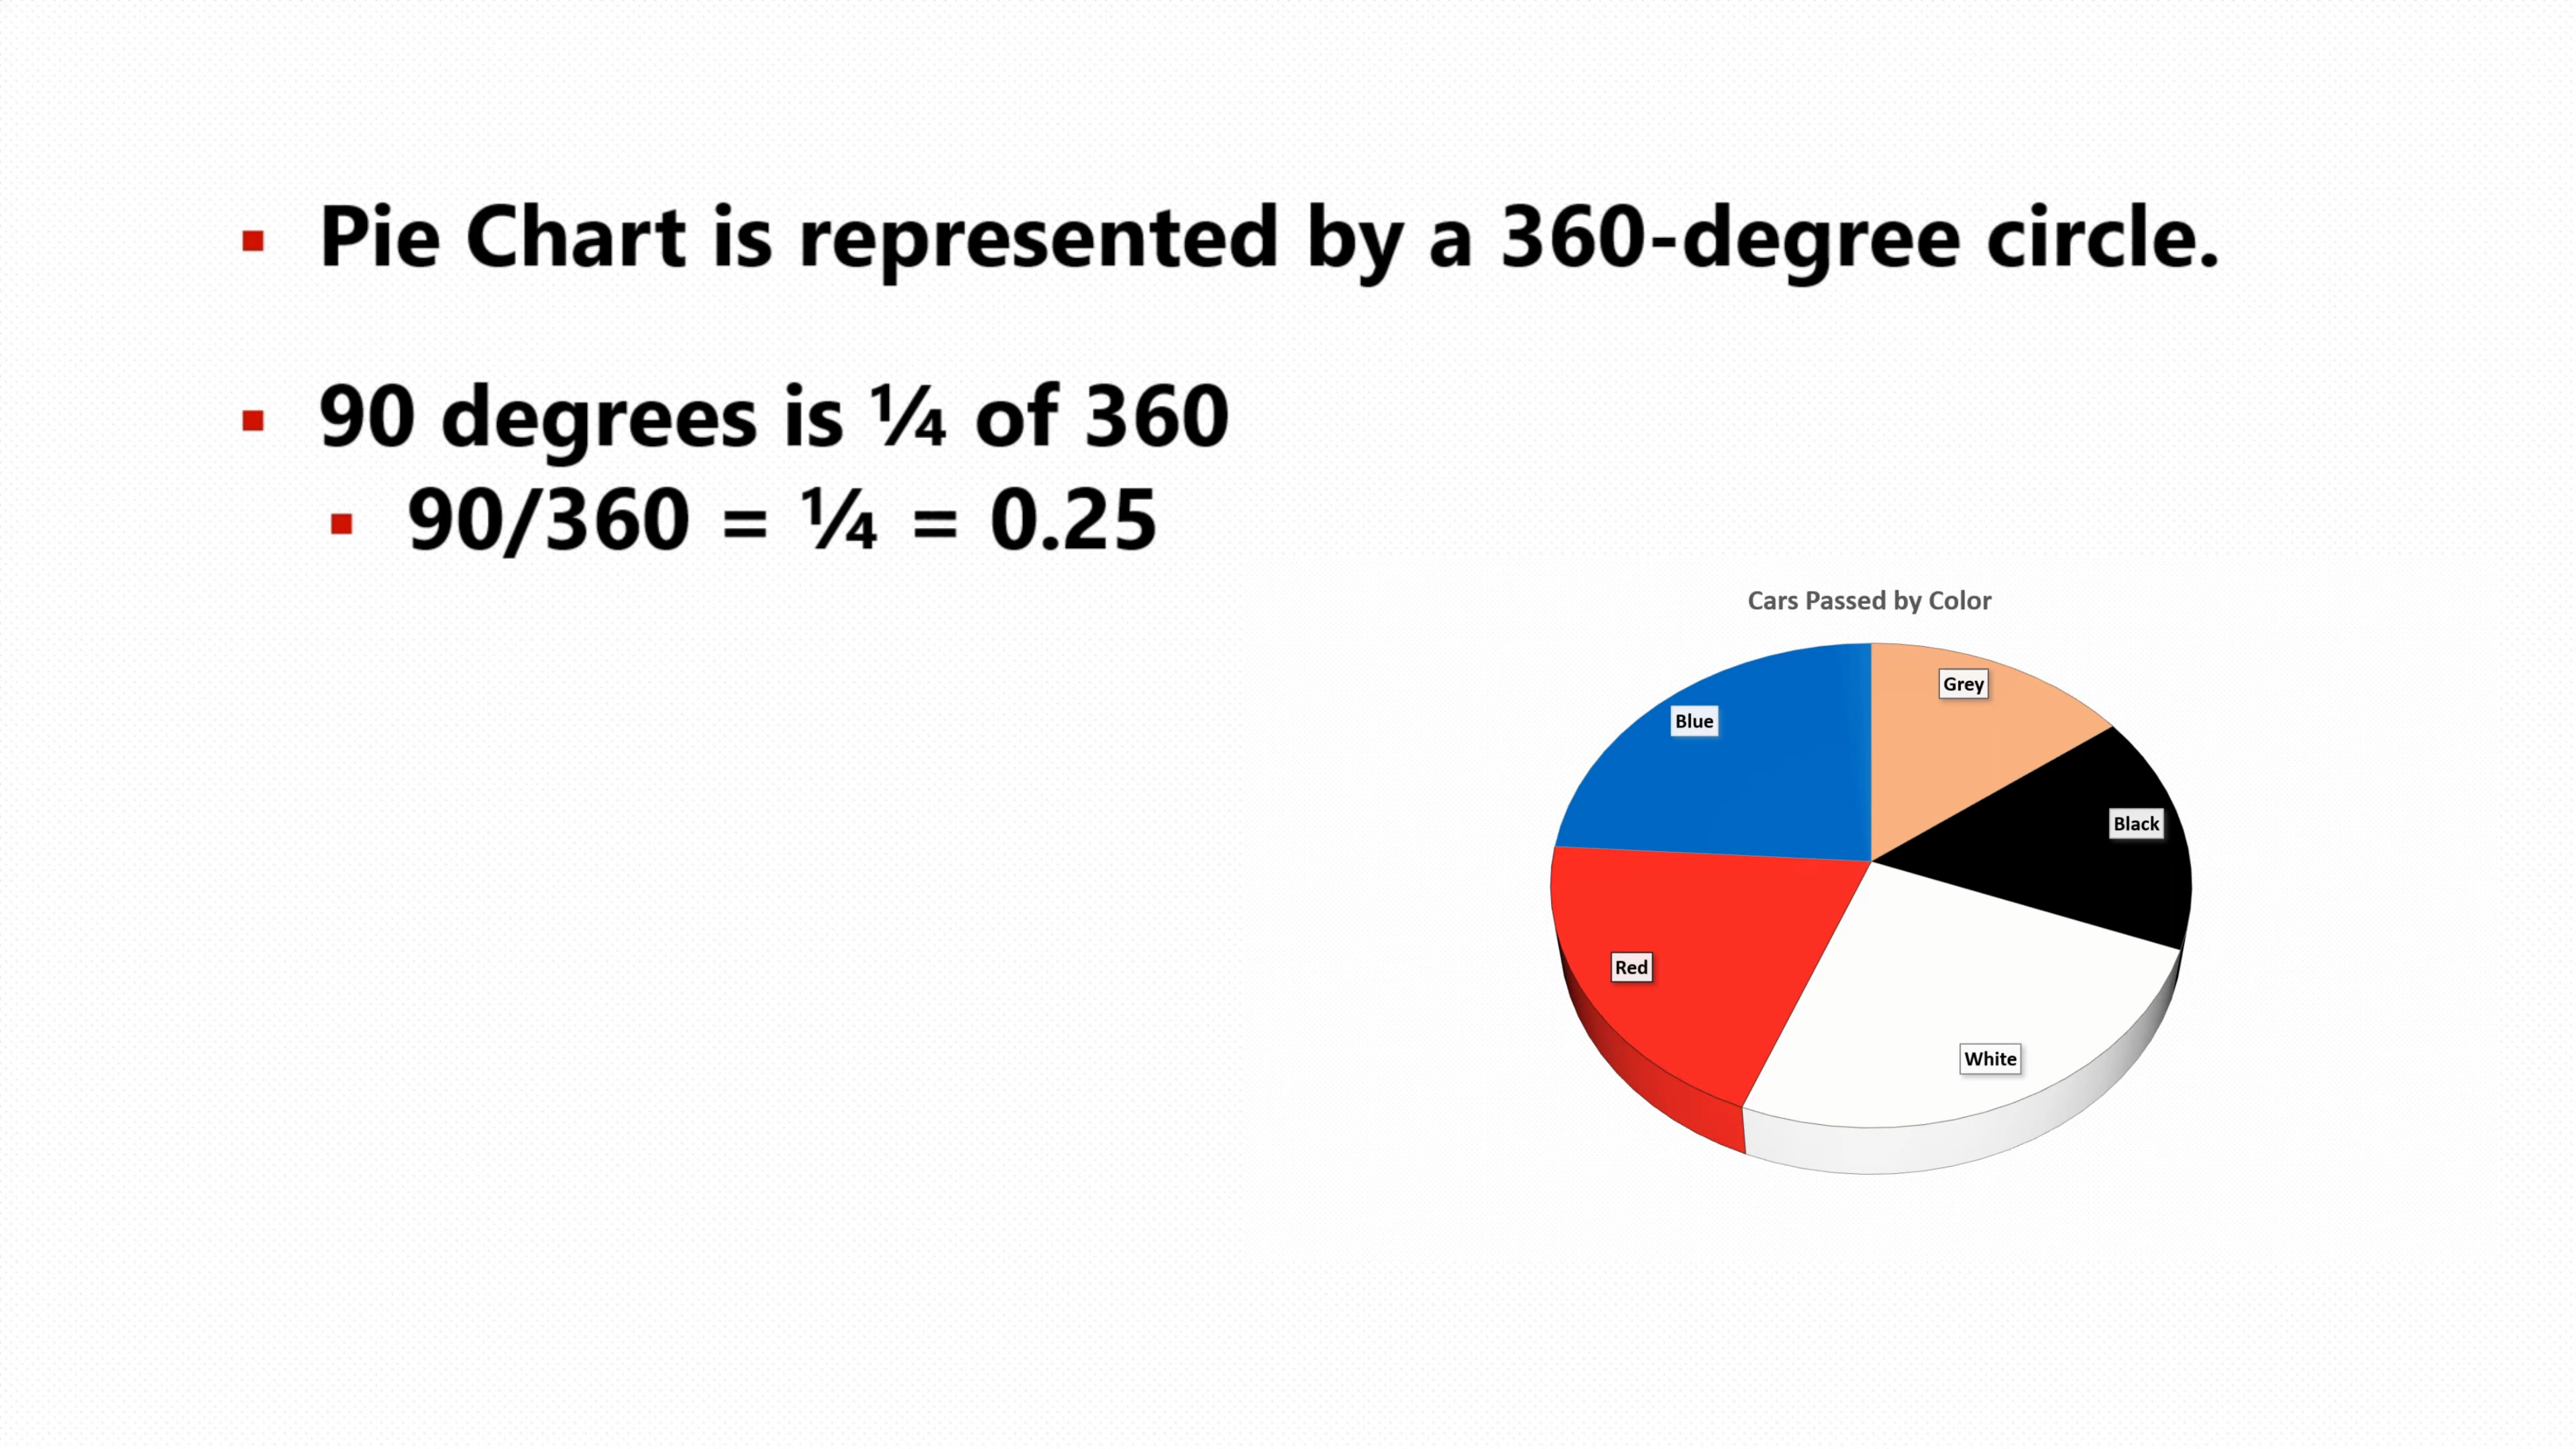 Pie Chart is represented by a 360-degree circle.
90 degrees is ¼ of 360
90/360 = ¼ = 0.25
Cars Passed by Color
Grey
Blue
Black
Red
White